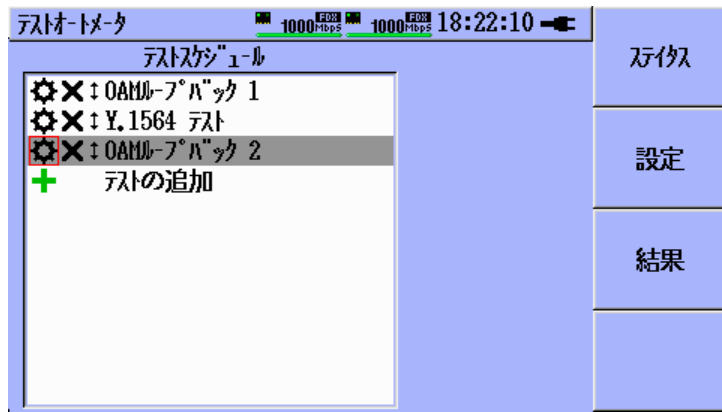 テストオートメータ 1000 FDX Mbps 1000 FDX Mbps 18:22:10
テストスケジュール
OAMループバック 1
Y.1564 テスト
OAMループバック 2
テストの追加
ステイタス
設定
結果